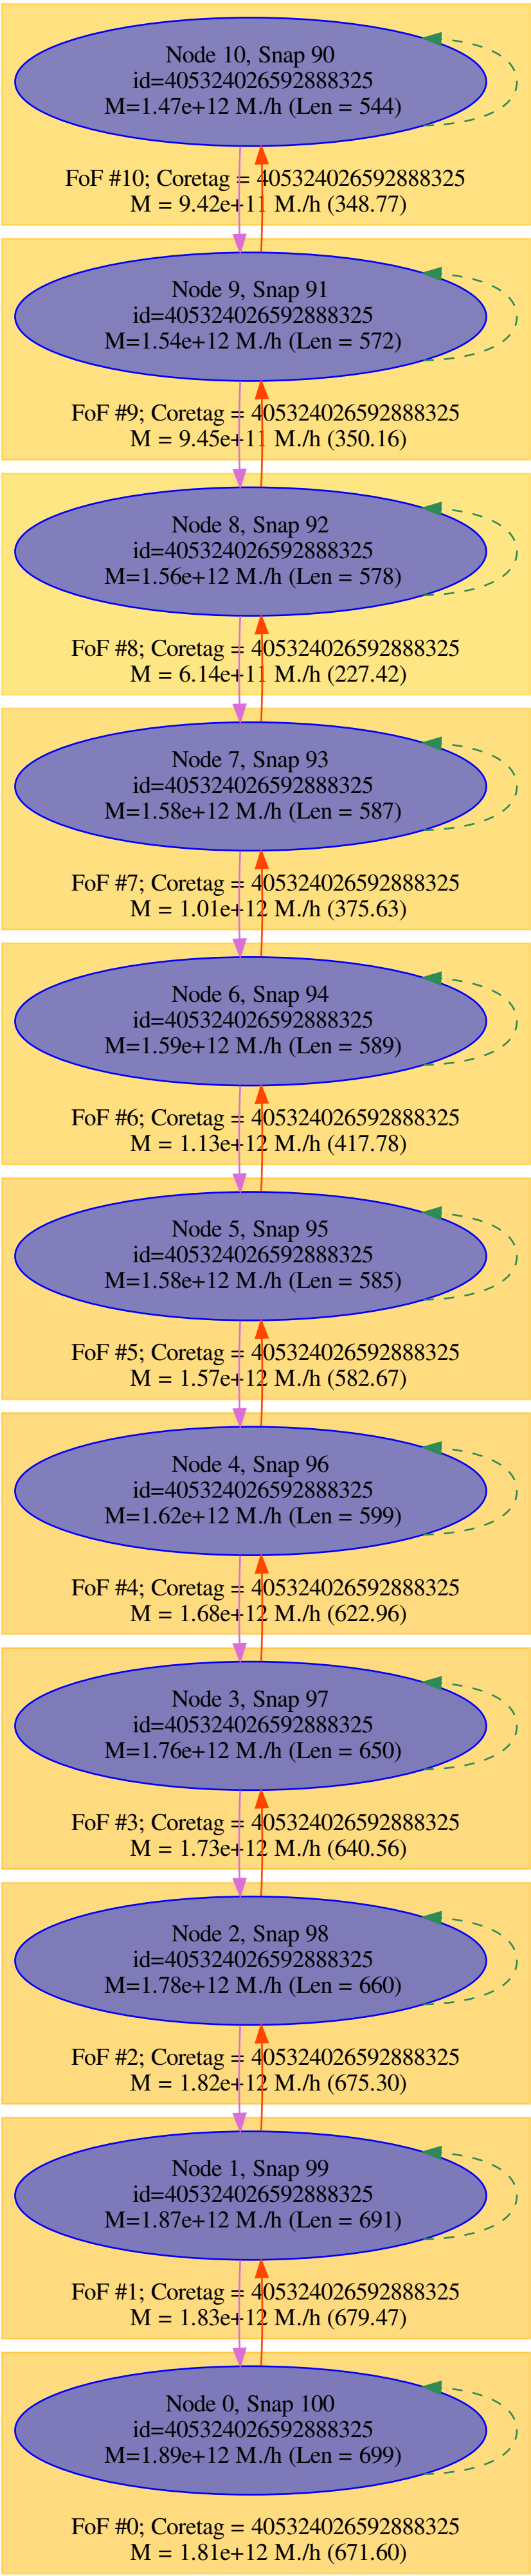 Node 10, Snap 90
id=405324026592888325
M=1.47e+12 M./h (Len = 544)
FoF #10; Coretag = 405324026592888325
M = 9.42e+11 M./h (348.77)
Node 9, Snap 91
id=405324026592888325
M=1.54e+12 M./h (Len = 572)
FoF #9; Coretag = 405324026592888325
M = 9.45e+11 M./h (350.16)
Node 8, Snap 92
id=405324026592888325
M=1.56e+12 M./h (Len = 578)
FoF #8; Coretag = 405324026592888325
M = 6.14e+11 M./h (227.42)
Node 7, Snap 93
id=405324026592888325
M=1.58e+12 M./h (Len = 587)
FoF #7; Coretag = 405324026592888325
M = 1.01e+12 M./h (375.63)
Node 6, Snap 94
id=405324026592888325
M=1.59e+12 M./h (Len = 589)
FoF #6; Coretag = 405324026592888325
M = 1.13e+12 M./h (417.78)
Node 5, Snap 95
id=405324026592888325
M=1.58e+12 M./h (Len = 585)
FoF #5; Coretag = 405324026592888325
M = 1.57e+12 M./h (582.67)
Node 4, Snap 96
id=405324026592888325
M=1.62e+12 M./h (Len = 599)
FoF #4; Coretag = 405324026592888325
M = 1.68e+12 M./h (622.96)
Node 3, Snap 97
id=405324026592888325
M=1.76e+12 M./h (Len = 650)
FoF #3; Coretag = 405324026592888325
M = 1.73e+12 M./h (640.56)
Node 2, Snap 98
id=405324026592888325
M=1.78e+12 M./h (Len = 660)
FoF #2; Coretag = 405324026592888325
M = 1.82e+12 M./h (675.30)
Node 1, Snap 99
id=405324026592888325
M=1.87e+12 M./h (Len = 691)
FoF #1; Coretag = 405324026592888325
M = 1.83e+12 M./h (679.47)
Node 0, Snap 100
id=405324026592888325
M=1.89e+12 M./h (Len = 699)
FoF #0; Coretag = 405324026592888325
M = 1.81e+12 M./h (671.60)